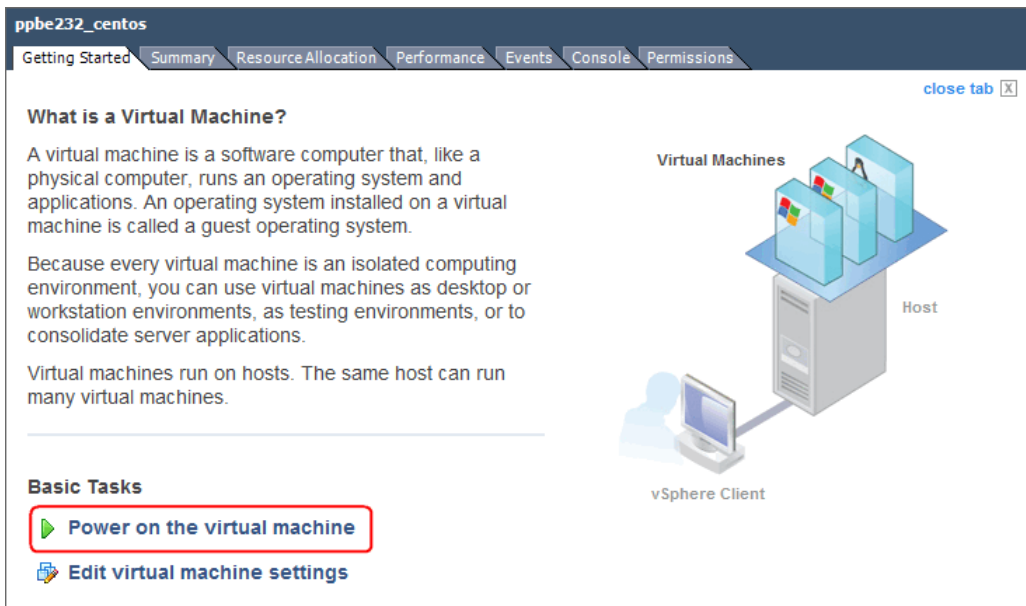 ppbe232_centos
Getting Started Summary Resource Allocation Performance Events Console Permissions
close tab X
What is a Virtual Machine?
A virtual machine is a software computer that, like a
physical computer, runs an operating system and
applications. An operating system installed on a virtual
machine is called a guest operating system.
Because every virtual machine is an isolated computing
environment, you can use virtual machines as desktop or
workstation environments, as testing environments, or to
consolidate server applications.
Virtual machines run on hosts. The same host can run
many virtual machines.
Virtual Machines
Host
vSphere Client
Basic Tasks
Power on the virtual machine
Edit virtual machine settings